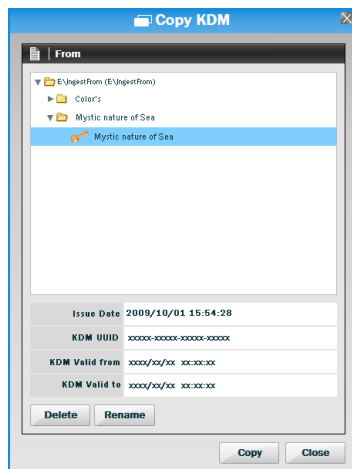 Copy KDM
From
E:\IngestFrom (E:\IngestFrom)
Color's
Mystic nature of Sea
Mystic nature of Sea
Issue Date 2009/10/01 15:54:28
KDM UUID xxxxx-xxxxx-xxxxx-xxxxx
KDM Valid from xxxx/xx/xx xx:xx:xx
KDM Valid to xxxx/xx/xx xx:xx:xx
Delete Rename
Copy Close